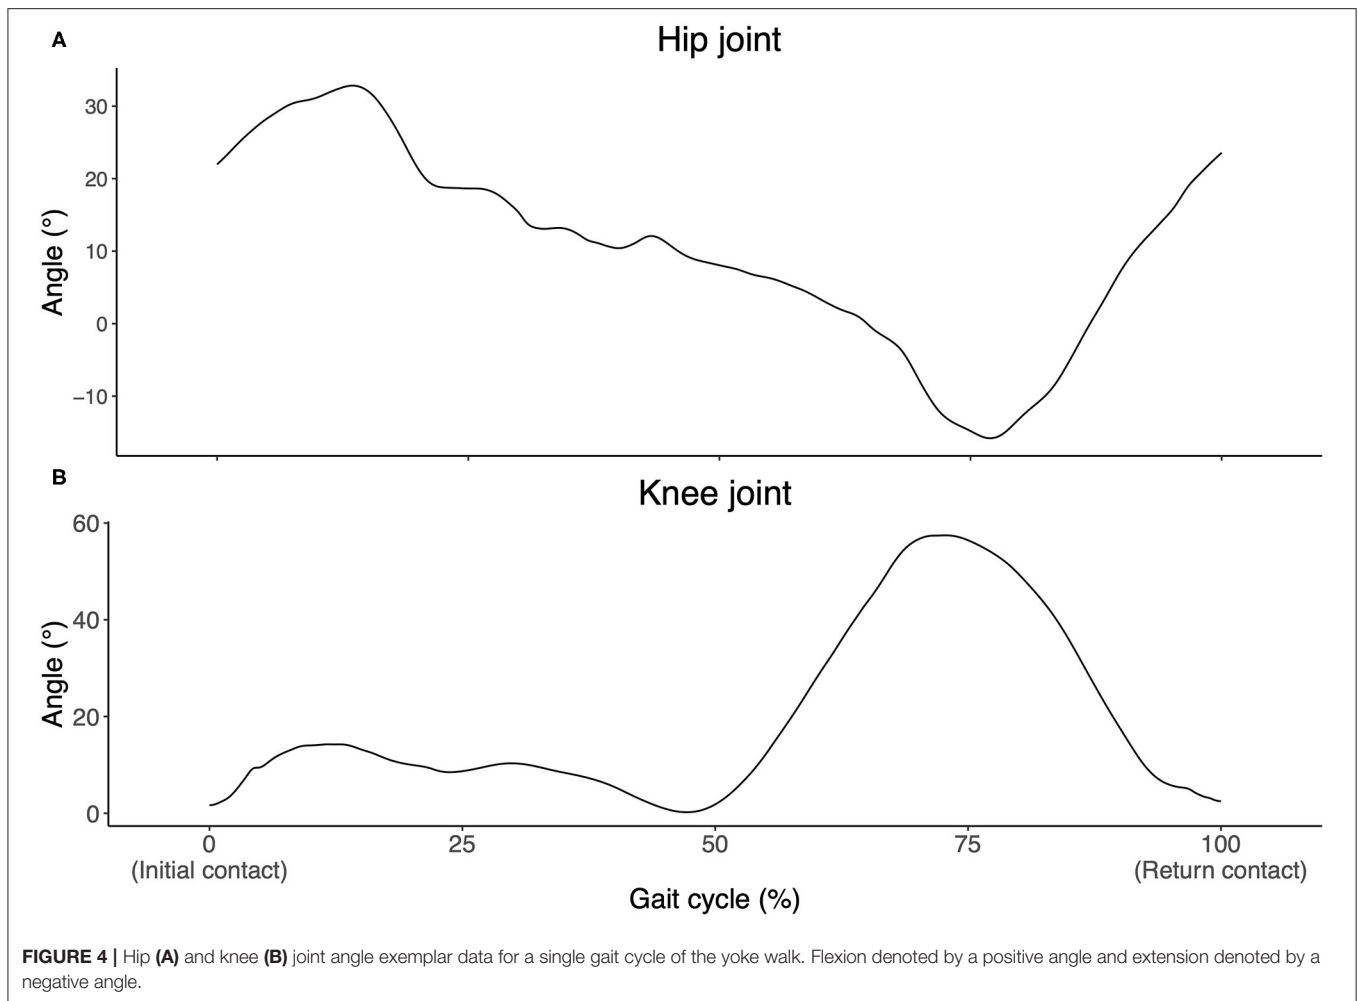 A
Hip joint
30
20
10
0
−10
Angle (°)
B
Knee joint
60
40
20
0
Angle (°)
0 25 50 75 100
(Initial contact) (Return contact)
Gait cycle (%)
FIGURE 4 | Hip (A) and knee (B) joint angle exemplar data for a single gait cycle of the yoke walk. Flexion denoted by a positive angle and extension denoted by a
negative angle.